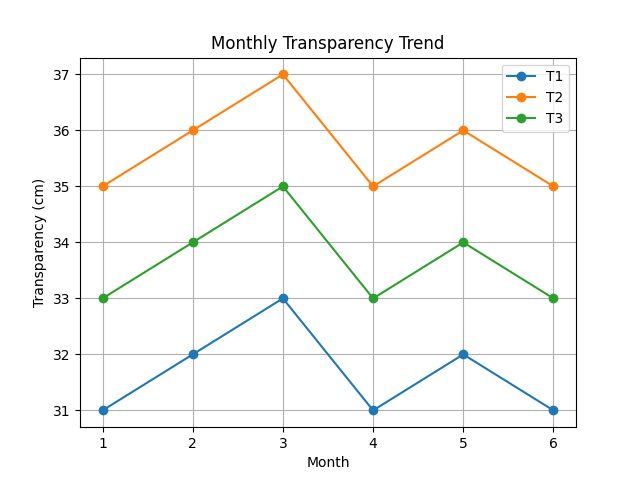 Monthly Transparency Trend
T1
T2
T3
37
36
35
34
33
32
31
Transparency (cm)
1 2 3 4 5 6
Month